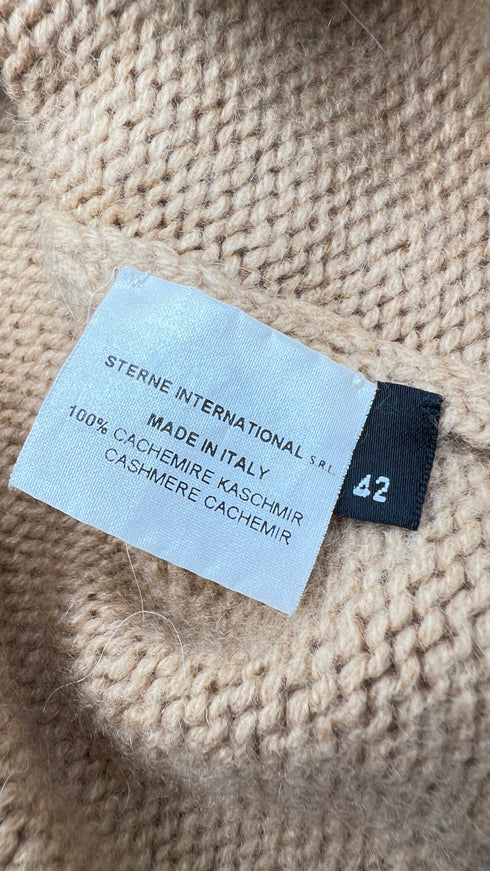 STERNE INTERNATIONAL S.R.L.
MADE IN ITALY
100% CACHEMIRE KASCHMIR
CASHMERE CACHEMIR
42